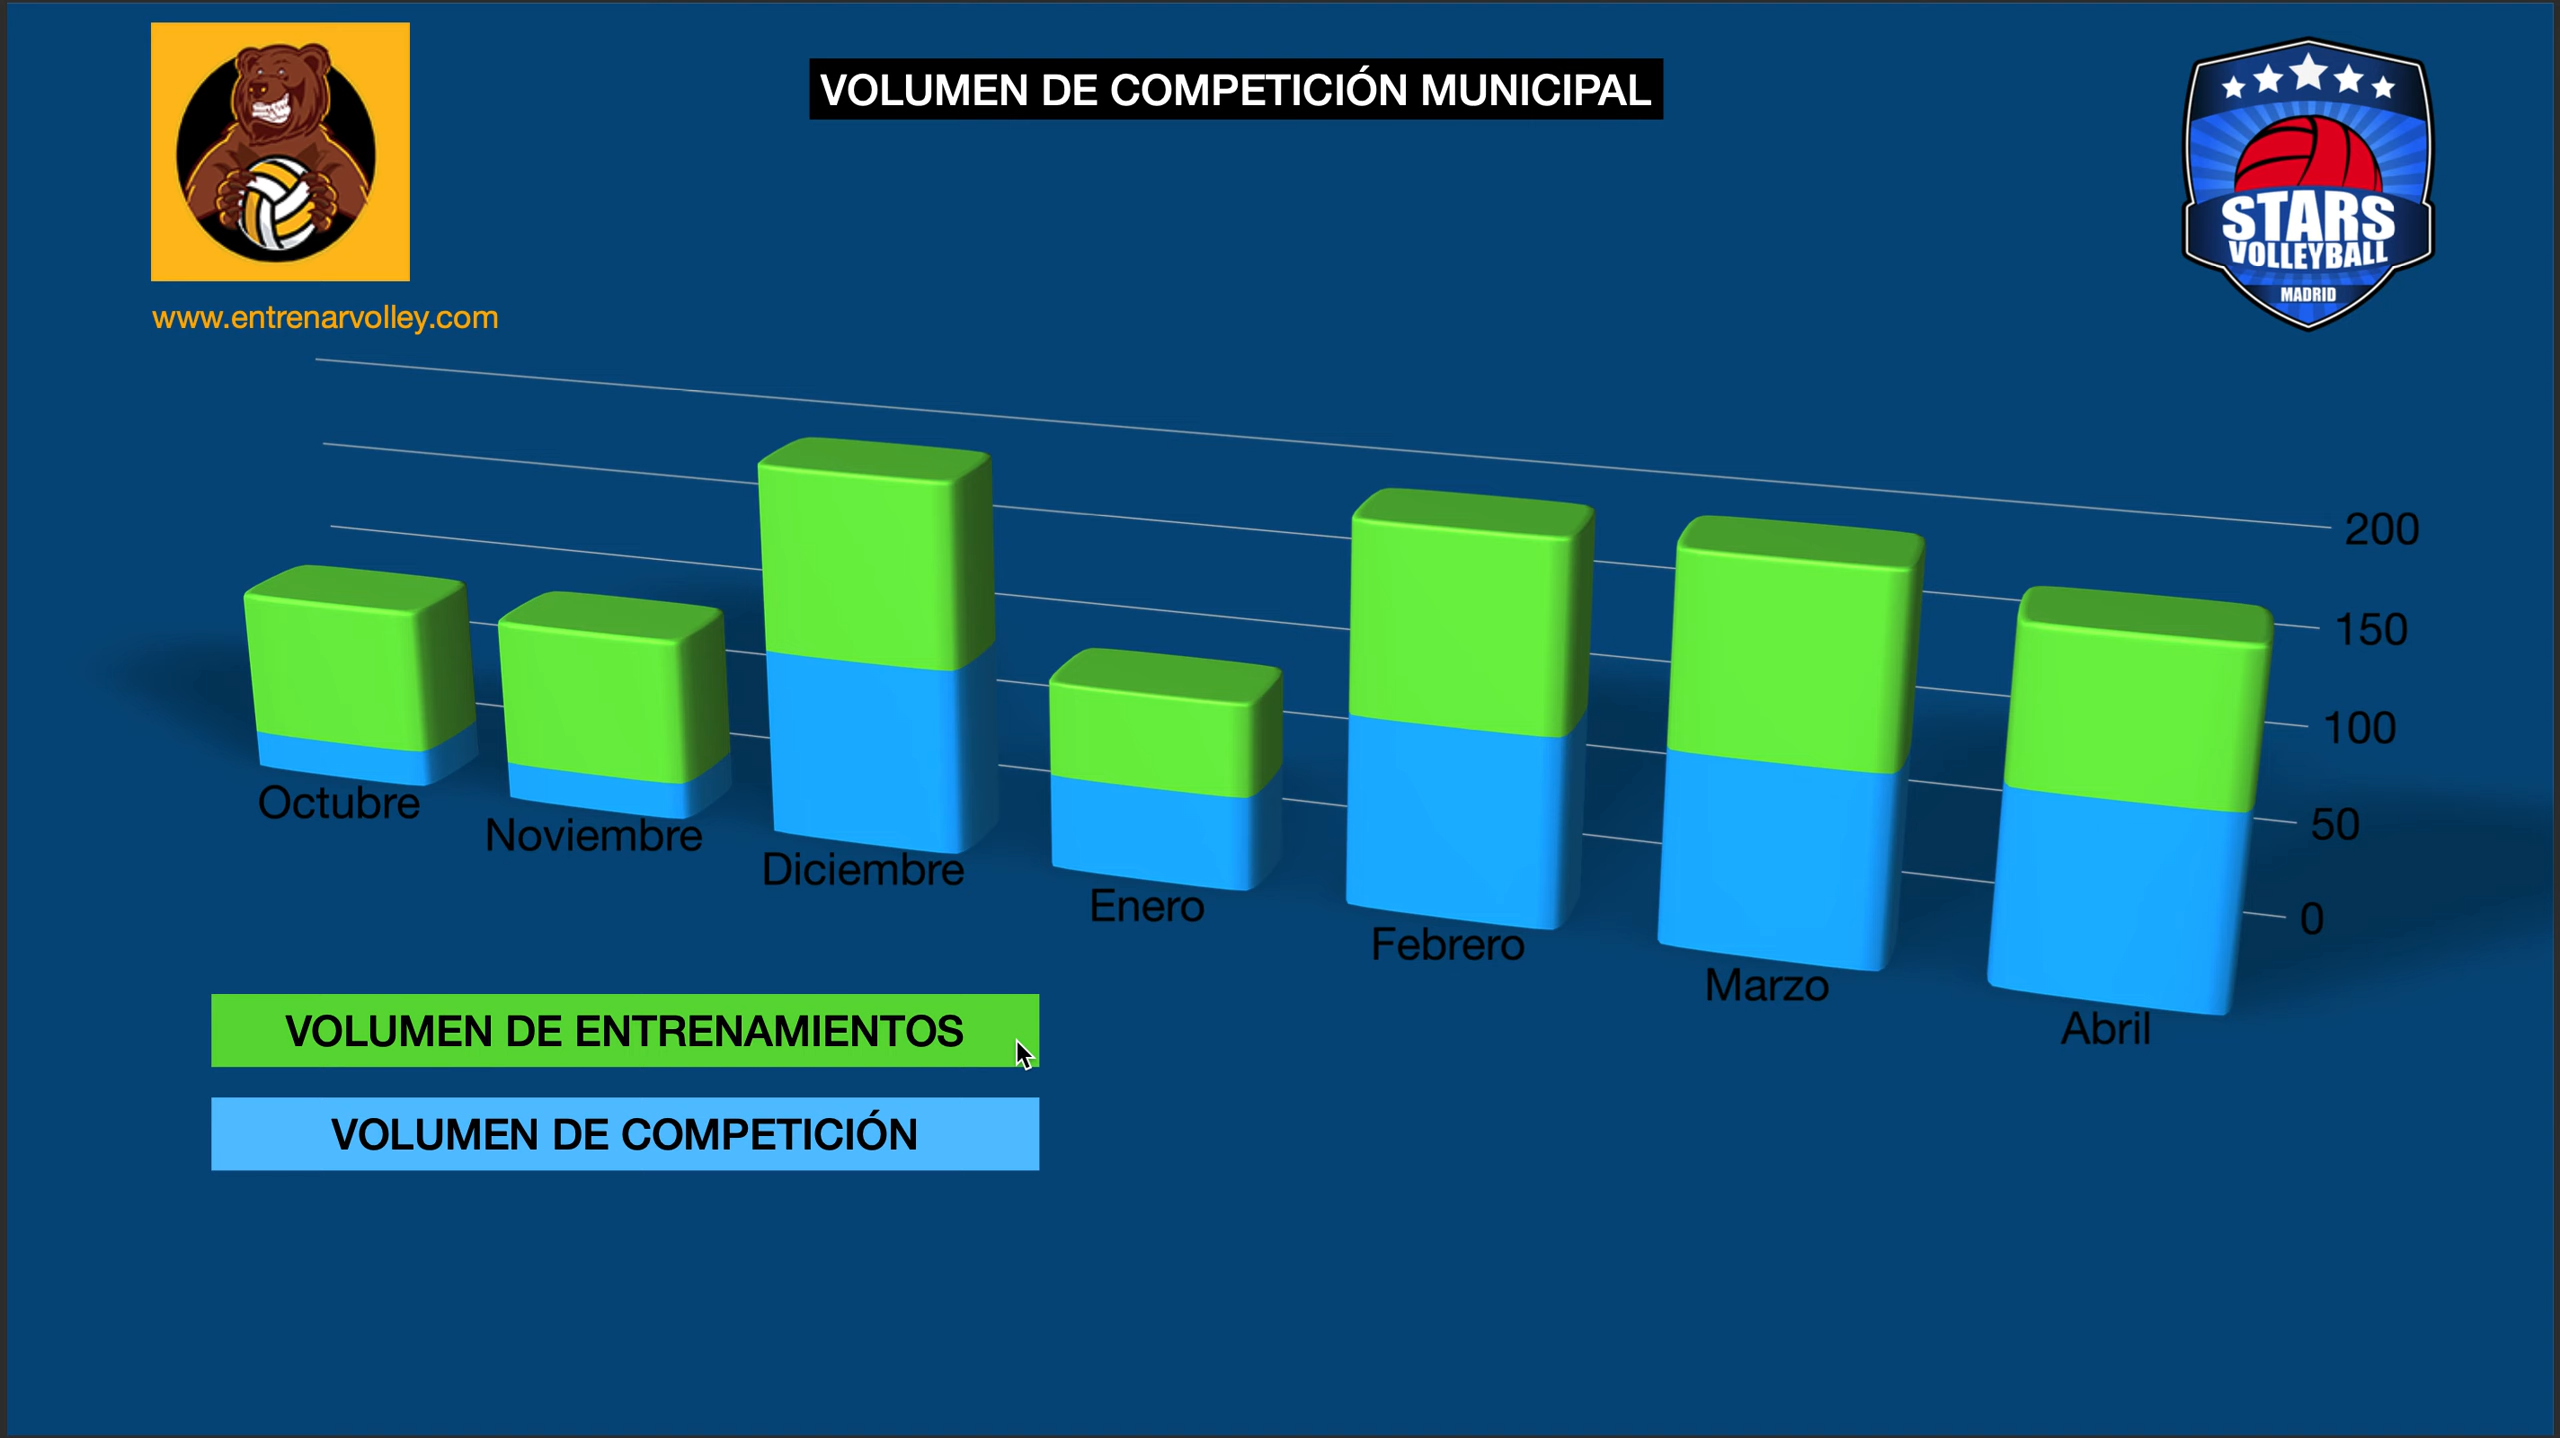 VOLUMEN DE COMPETICIÓN MUNICIPAL
STARS
VOLLEYBALL
MADRID
www.entrenarvolley.com
200
150
100
50
0
Octubre
Noviembre
Diciembre
Enero
Febrero
Marzo
Abril
VOLUMEN DE ENTRENAMIENTOS
VOLUMEN DE COMPETICIÓN